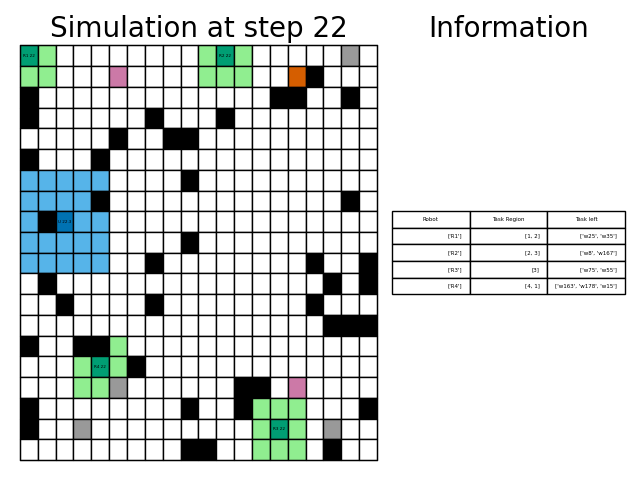 Simulation at step 22
Information
Robot Task Region Task left
['R1'] [1, 2] ['w25', 'w35']
['R2'] [2, 3] ['w8', 'w167']
['R3'] [3] ['w75', 'w55']
['R4'] [4, 1] ['w163', 'w178', 'w15']